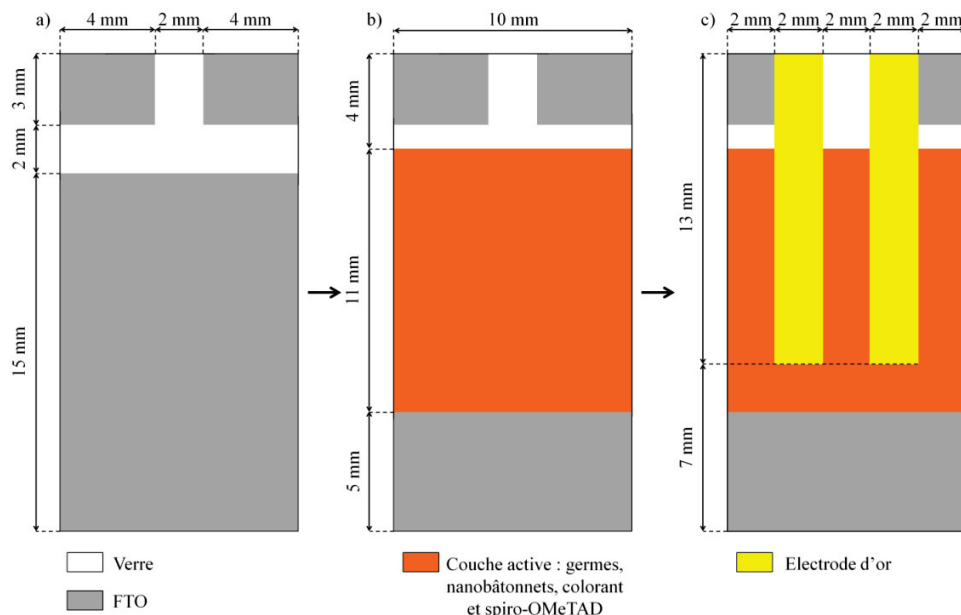 a)
4 mm 2 mm 4 mm
3 mm
2 mm
15 mm
b)
10 mm
4 mm
11 mm
5 mm
c)
2 mm 2 mm 2 mm 2 mm 2 mm
13 mm
7 mm
Verre
FTO
Couche active : germes,
nanobâtonnets, colorant
et spiro-OMeTAD
Electrode d'or